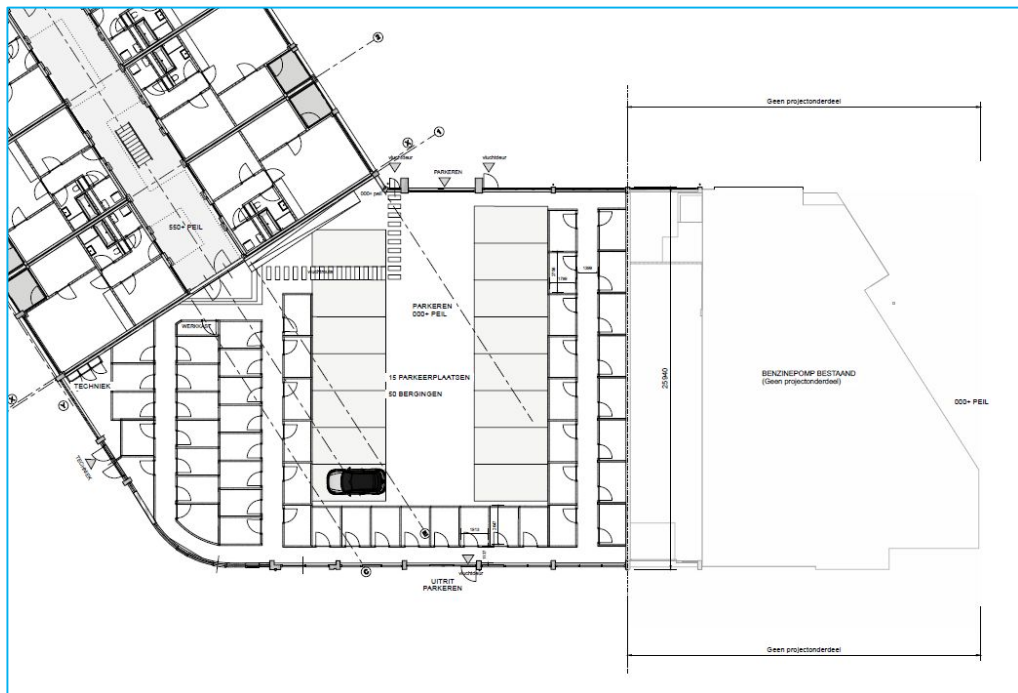 Geen projectonderdeel
vluchtdeur
vluchtdeur
PARKEREN
000+ peil
550+ PEIL
PARKEREN
000+ PEIL
WERKKAST
15 PARKEERPLAATSEN
50 BERGINGEN
TECHNIEK
TECHNIEK
25940
BENZINEPOMP BESTAAND
(Geen projectonderdeel)
000+ PEIL
vluchtdeur
UITRIT
PARKEREN
Geen projectonderdeel